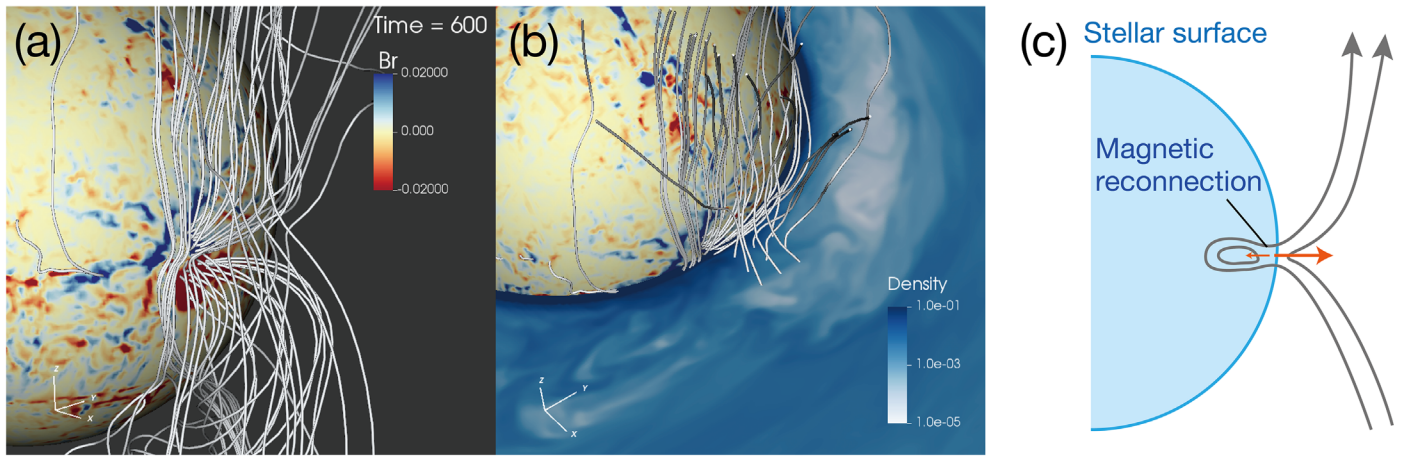 (a)
Time = 600
Br
0.02000
0.000
-0.02000
z
Y
X
(b)
Density
1.0e-01
1.0e-03
1.0e-05
z
Y
X
(c)
Stellar surface
Magnetic
reconnection